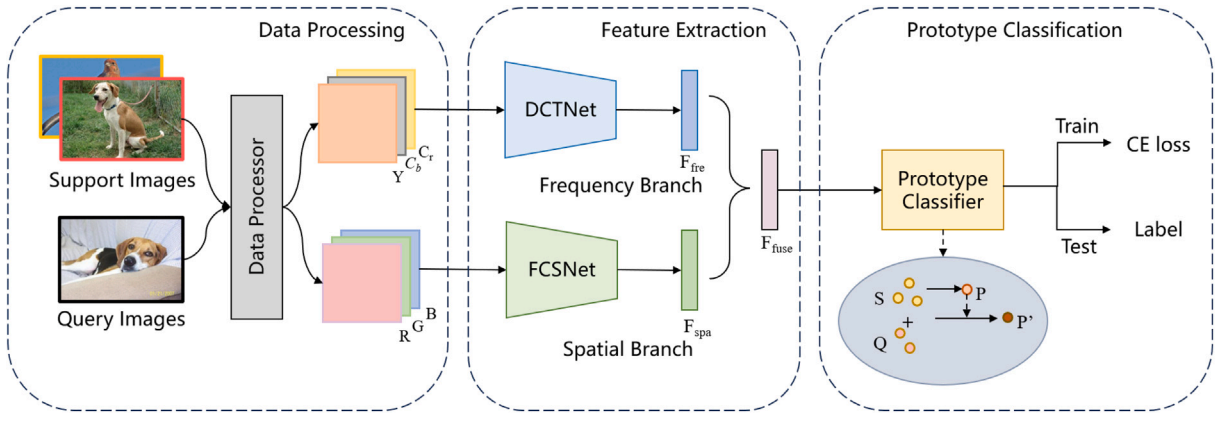 Data Processing
Support Images
Query Images
Data Processor
Y
C_b
C_r
R
G
B
Feature Extraction
DCTNet
F_fre
Frequency Branch
FCSNet
F_spa
Spatial Branch
F_fuse
Prototype Classification
Prototype
Classifier
Train
CE loss
Test
Label
S
P
+
P'
Q